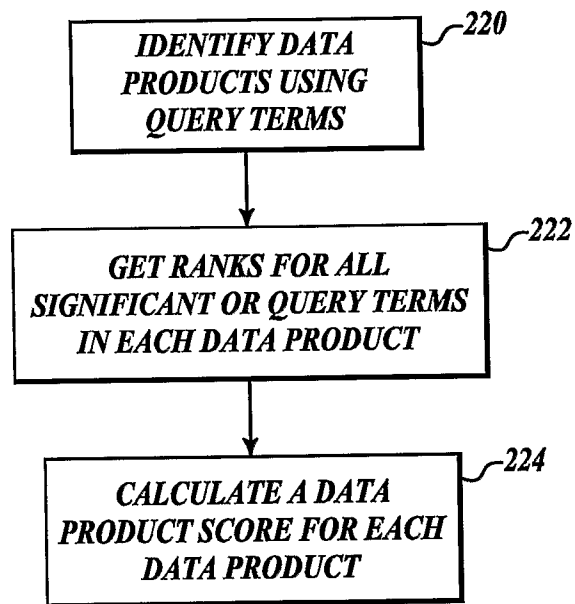 220
IDENTIFY DATA
PRODUCTS USING
QUERY TERMS
222
GET RANKS FOR ALL
SIGNIFICANT OR QUERY TERMS
IN EACH DATA PRODUCT
224
CALCULATE A DATA
PRODUCT SCORE FOR EACH
DATA PRODUCT